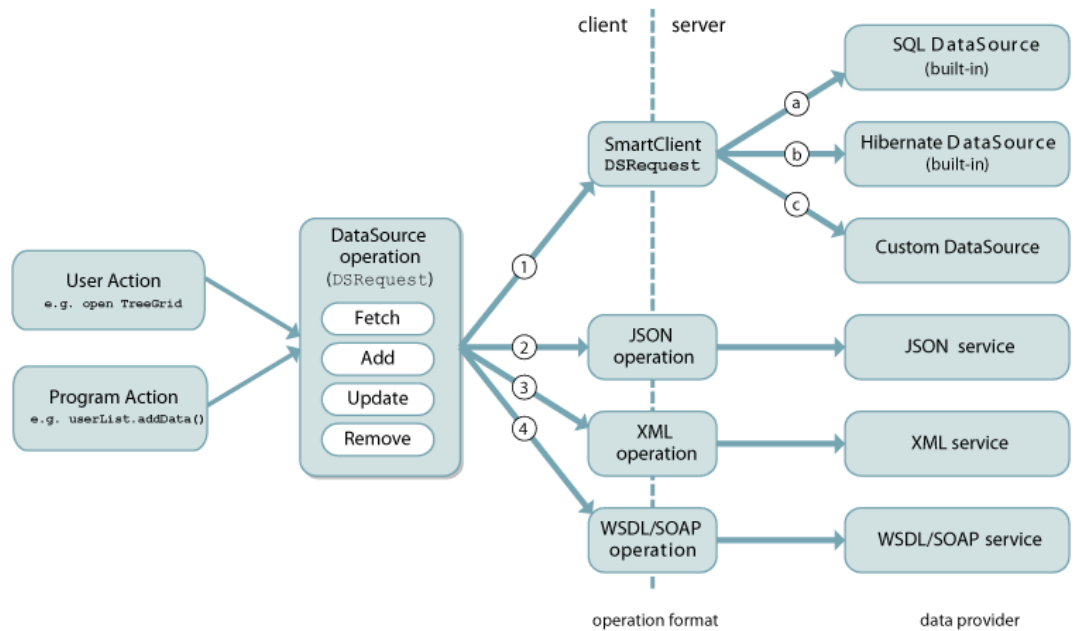 client
server
SQL DataSource
(built-in)
a
SmartClient
DSRequest
b
Hibernate DataSource
(built-in)
c
Custom DataSource
User Action
e.g. open TreeGrid
Program Action
e.g. userList.addData()
DataSource
operation
(DSRequest)
Fetch
Add
Update
Remove
1
2
3
4
JSON
operation
JSON service
XML
operation
XML service
WSDL/SOAP
operation
WSDL/SOAP service
operation format
data provider